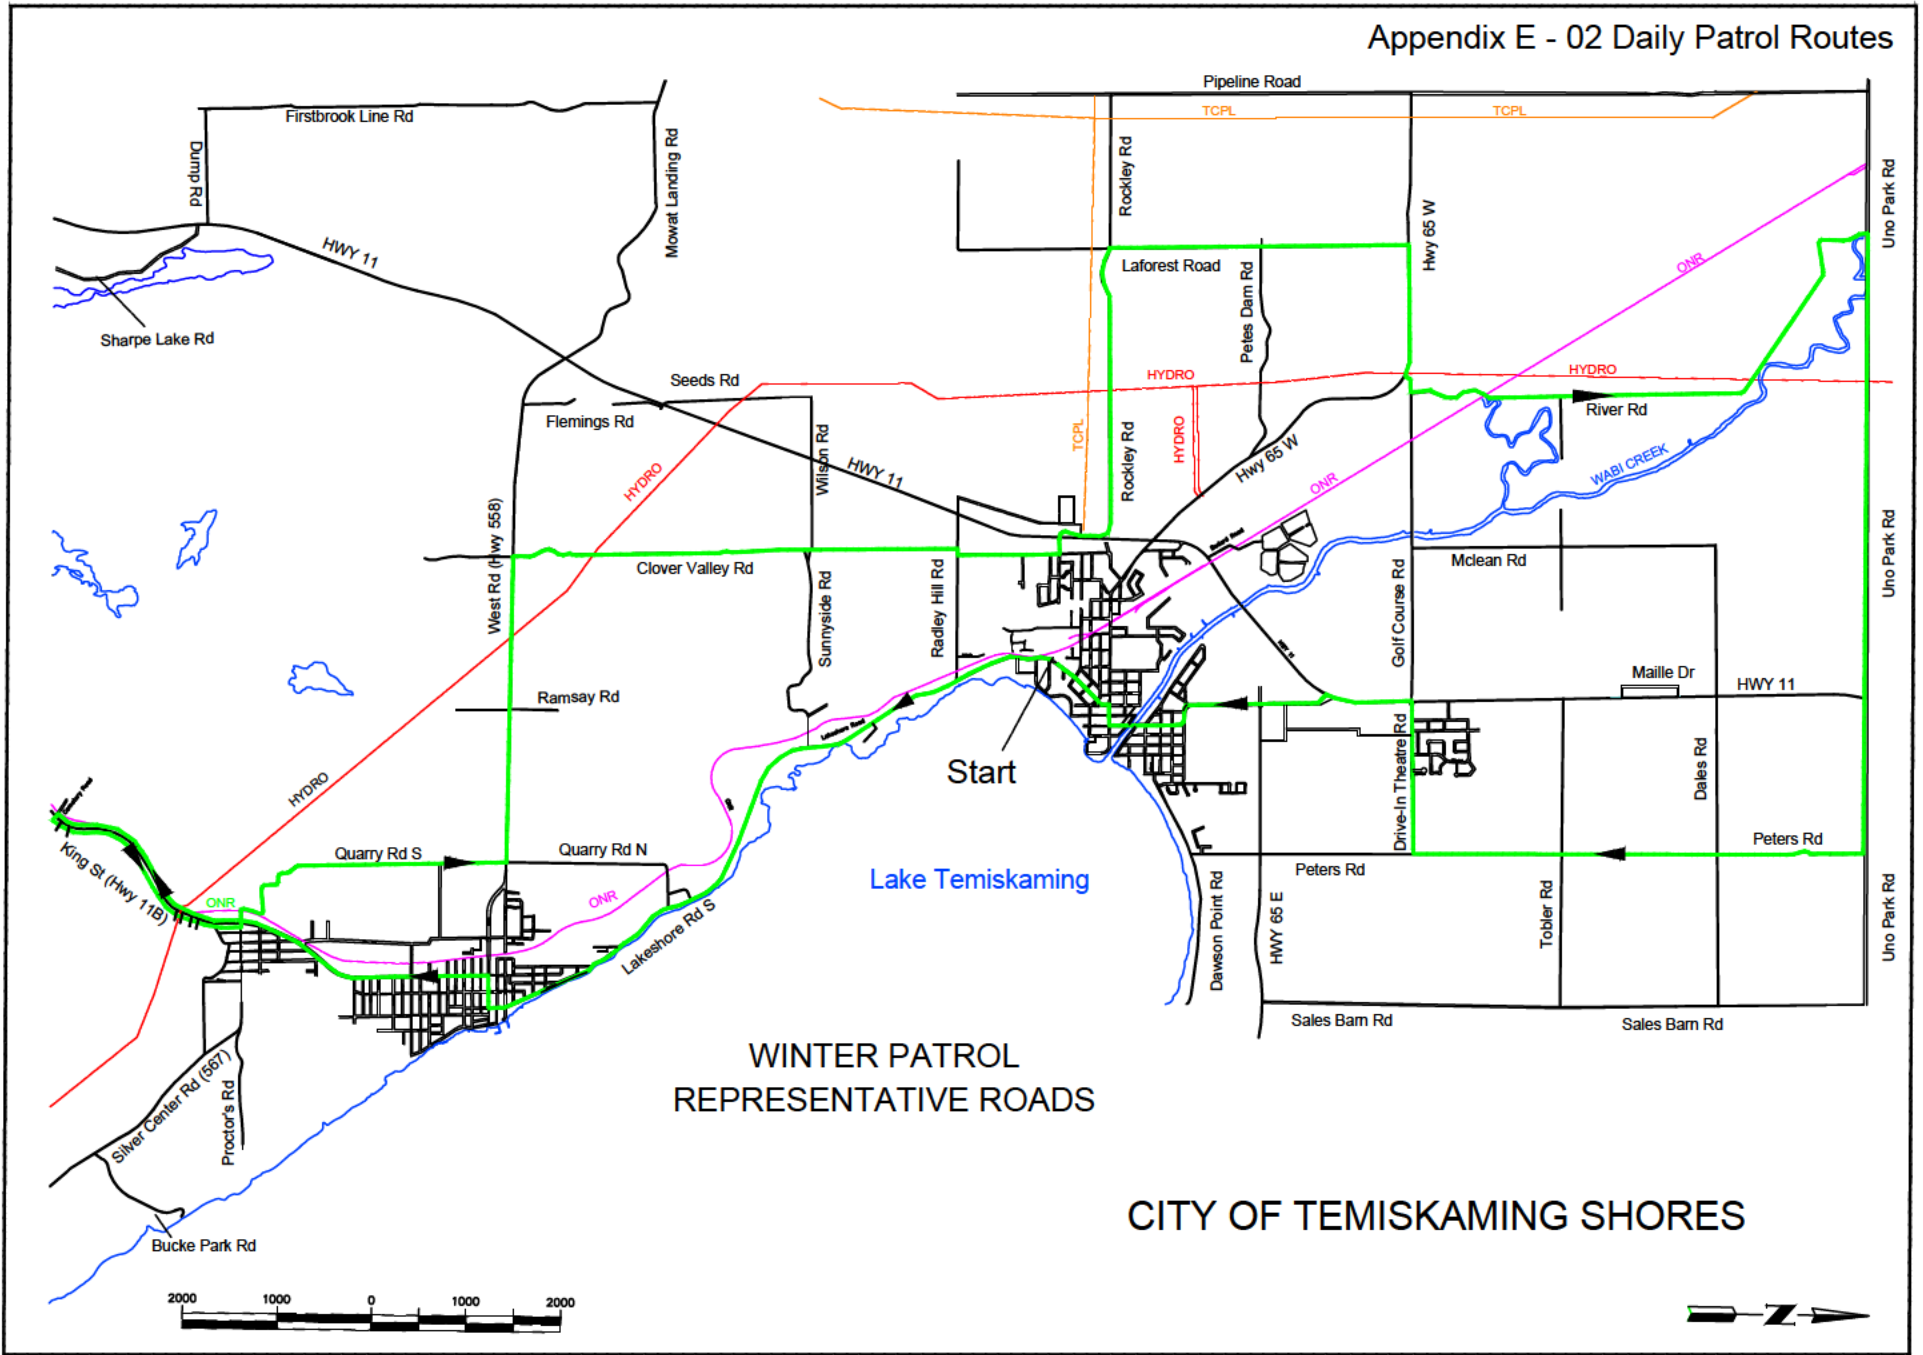 Appendix E - 02 Daily Patrol Routes
Pipeline Road
Firstbrook Line Rd
TCPL
TCPL
Dump Rd
Mowat Landing Rd
Rockley Rd
Uno Park Rd
Hwy 65 W
HWY 11
Laforest Road
ONR
Petes Dam Rd
Sharpe Lake Rd
Seeds Rd
HYDRO
HYDRO
Flemings Rd
River Rd
Wilson Rd
TCPL
HYDRO
Rockley Rd
Hwy 65 W
HWY 11
HYDRO
ONR
WABI CREEK
West Rd (Hwy 558)
Uno Park Rd
Clover Valley Rd
Mclean Rd
Sunnyside Rd
Radley Hill Rd
Golf Course Rd
Maille Dr
HWY 11
HWY 11
Ramsay Rd
Lakeshore Road
Start
Drive-In Theatre Rd
Dales Rd
HYDRO
King St (Hwy 11B)
Quarry Rd S
Quarry Rd N
Peters Rd
Peters Rd
Lake Temiskaming
ONR
ONR
Lakeshore Rd S
Dawson Point Rd
HWY 65 E
Tobler Rd
Uno Park Rd
Sales Barn Rd
Sales Barn Rd
WINTER PATROL
REPRESENTATIVE ROADS
Silver Center Rd (567)
Proctor's Rd
Bucke Park Rd
CITY OF TEMISKAMING SHORES
2000 1000 0 1000 2000
N